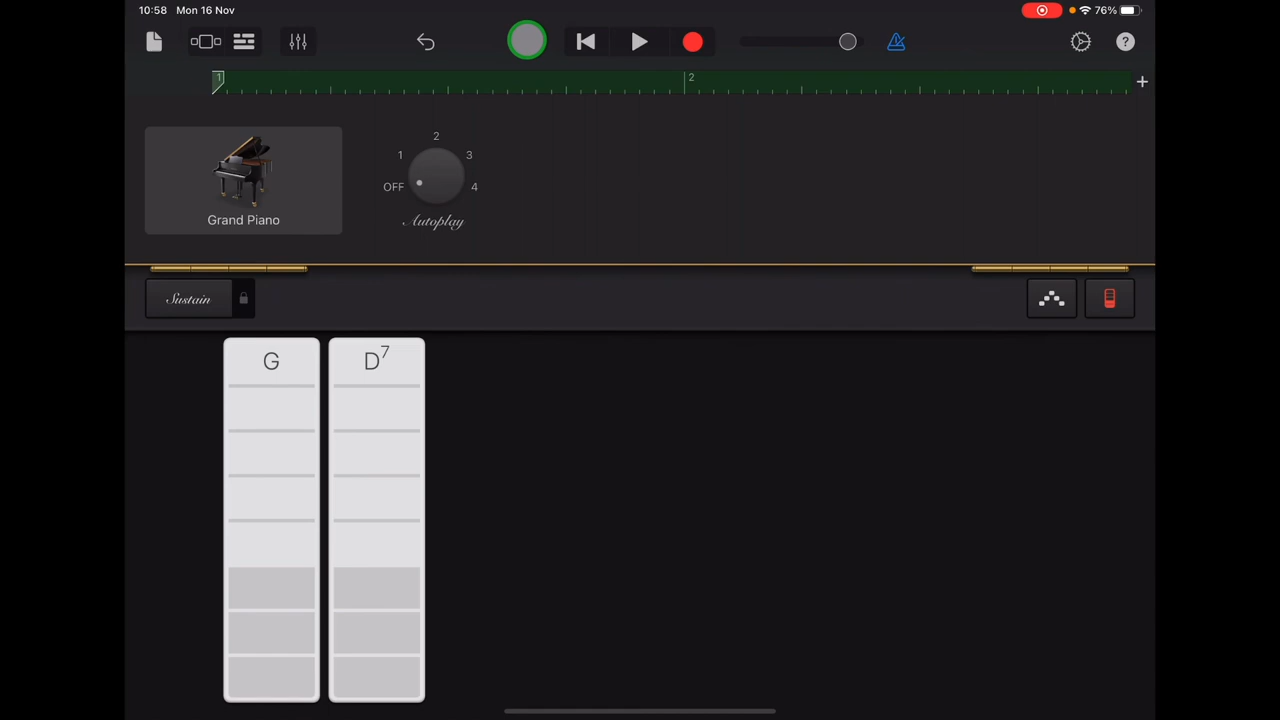 10:58 Mon 16 Nov
76%
?
1 2
+
2
1 3
OFF 4
Grand Piano
Autoplay
Sustain
G D⁷